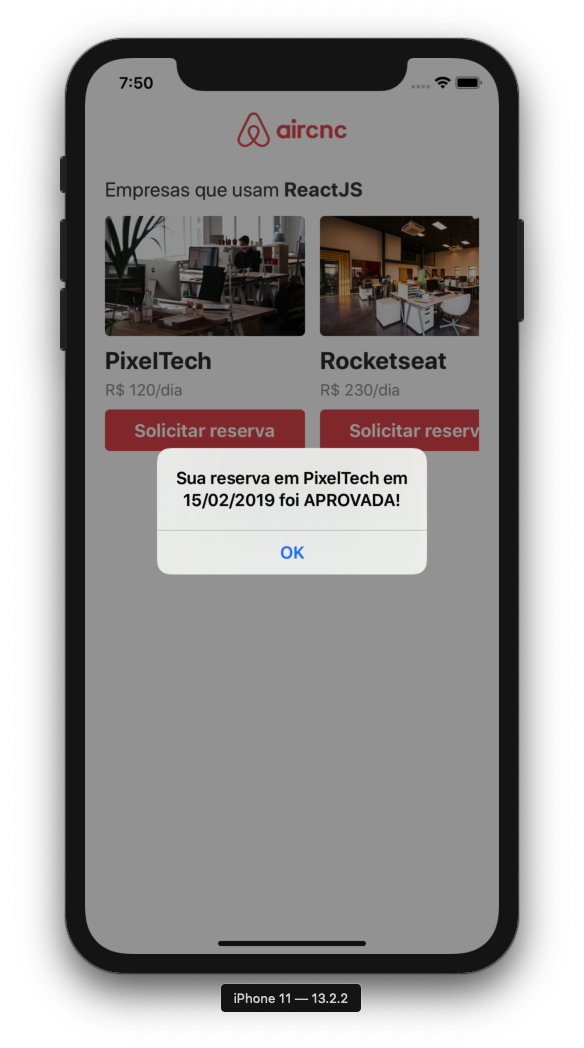 7:50
aircnc
Empresas que usam ReactJS
PixelTech
Rocketseat
R$ 120/dia
R$ 230/dia
Solicitar reserva
Solicitar reserv
Sua reserva em PixelTech em
15/02/2019 foi APROVADA!
OK
iPhone 11 — 13.2.2